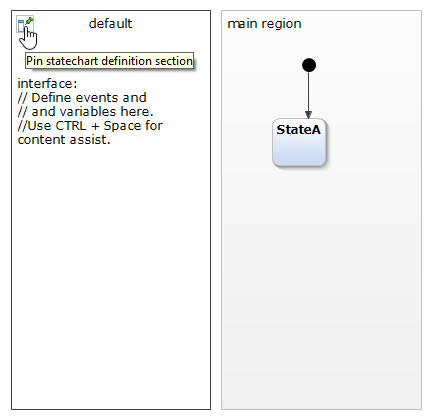 default
Pin statechart definition section
interface:
// Define events and
// and variables here.
//Use CTRL + Space for
content assist.
main region
StateA